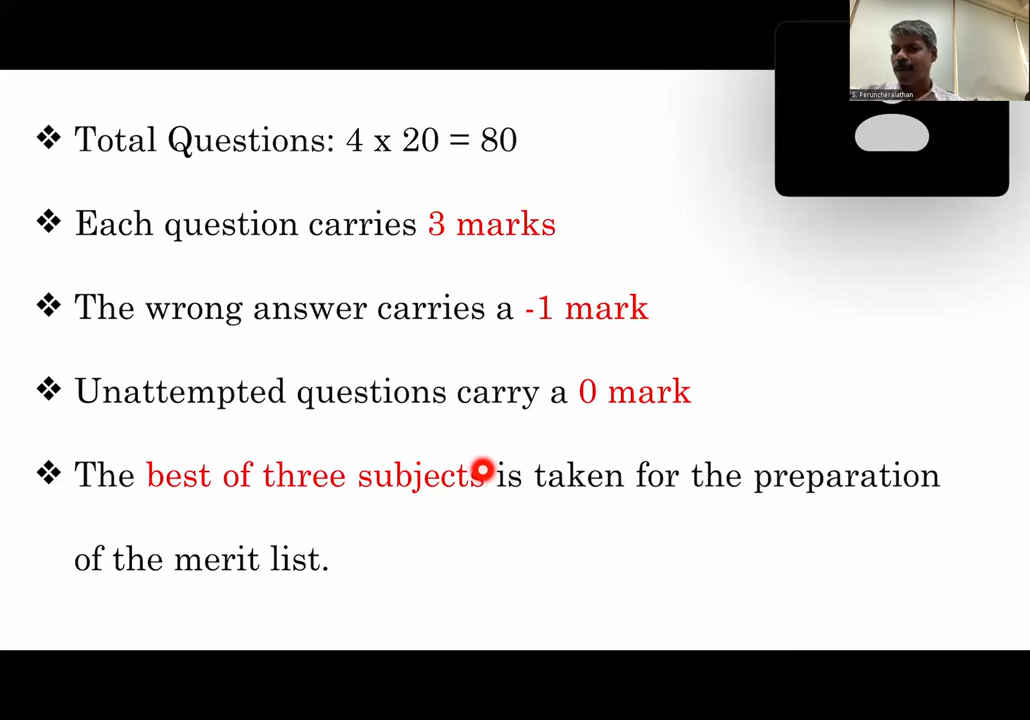 S. Peruncheralathan
❖ Total Questions: 4 x 20 = 80
❖ Each question carries 3 marks
❖ The wrong answer carries a -1 mark
❖ Unattempted questions carry a 0 mark
❖ The best of three subjects is taken for the preparation
of the merit list.